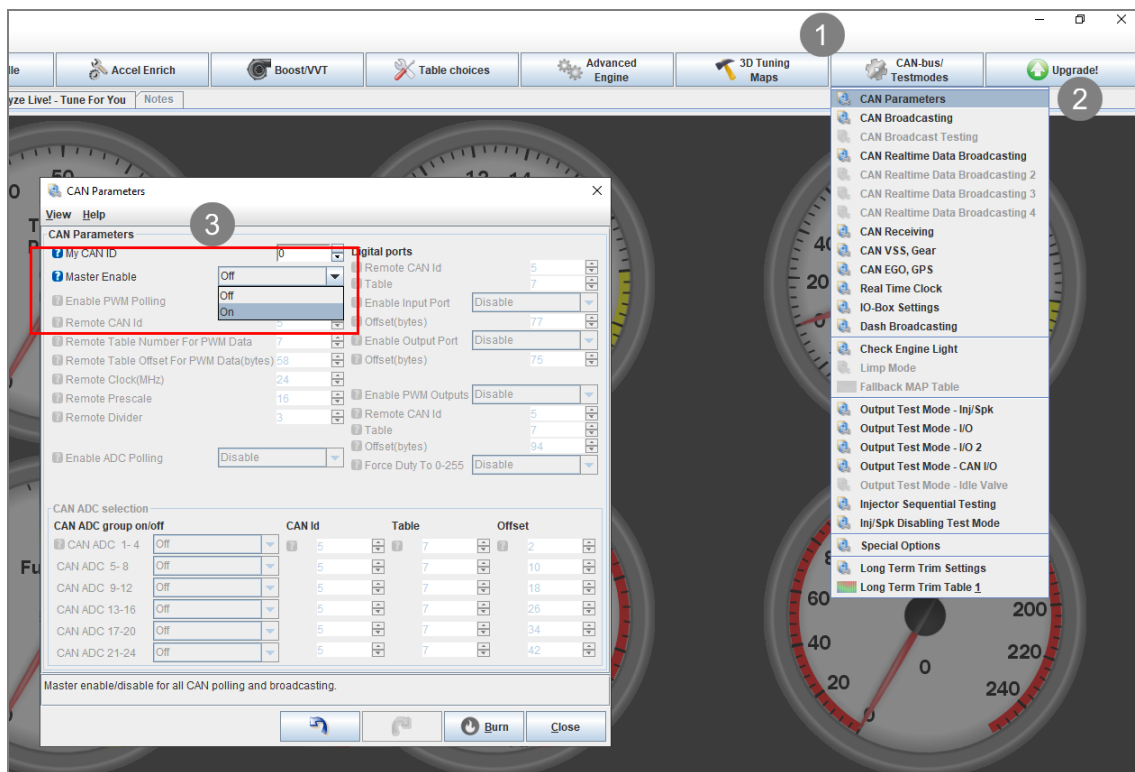 1
lle
Accel Enrich
Boost/VVT
Table choices
Advanced
Engine
3D Tuning
Maps
CAN-bus/
Testmodes
Upgrade!
yze Live! - Tune For You
Notes
2
CAN Parameters
CAN Broadcasting
CAN Broadcast Testing
CAN Realtime Data Broadcasting
CAN Realtime Data Broadcasting 2
CAN Realtime Data Broadcasting 3
CAN Realtime Data Broadcasting 4
CAN Receiving
CAN VSS, Gear
CAN EGO, GPS
Real Time Clock
IO-Box Settings
Dash Broadcasting
Check Engine Light
Limp Mode
Fallback MAP Table
Output Test Mode - Inj/Spk
Output Test Mode - I/O
Output Test Mode - I/O 2
Output Test Mode - CAN I/O
Output Test Mode - Idle Valve
Injector Sequential Testing
Inj/Spk Disabling Test Mode
Special Options
Long Term Trim Settings
Long Term Trim Table 1
CAN Parameters
View Help
3
CAN Parameters
My CAN ID 0
Master Enable Off
Off
On
Enable PWM Polling
Remote CAN Id 5
Remote Table Number For PWM Data 7
Remote Table Offset For PWM Data(bytes) 58
Remote Clock(MHz) 24
Remote Prescale 16
Remote Divider 3
Enable ADC Polling Disable
Digital ports
Remote CAN Id 5
Table 7
Enable Input Port Disable
Offset(bytes) 77
Enable Output Port Disable
Offset(bytes) 75
Enable PWM Outputs Disable
Remote CAN Id 5
Table 7
Offset(bytes) 94
Force Duty To 0-255 Disable
CAN ADC selection
CAN ADC group on/off CAN Id Table Offset
CAN ADC 1- 4 Off 5 7 2
CAN ADC 5- 8 Off 5 7 10
CAN ADC 9-12 Off 5 7 18
CAN ADC 13-16 Off 5 7 26
CAN ADC 17-20 Off 5 7 34
CAN ADC 21-24 Off 5 7 42
Master enable/disable for all CAN polling and broadcasting.
Burn
Close
Fu
40
20
0
60
40
20
0
200
220
240